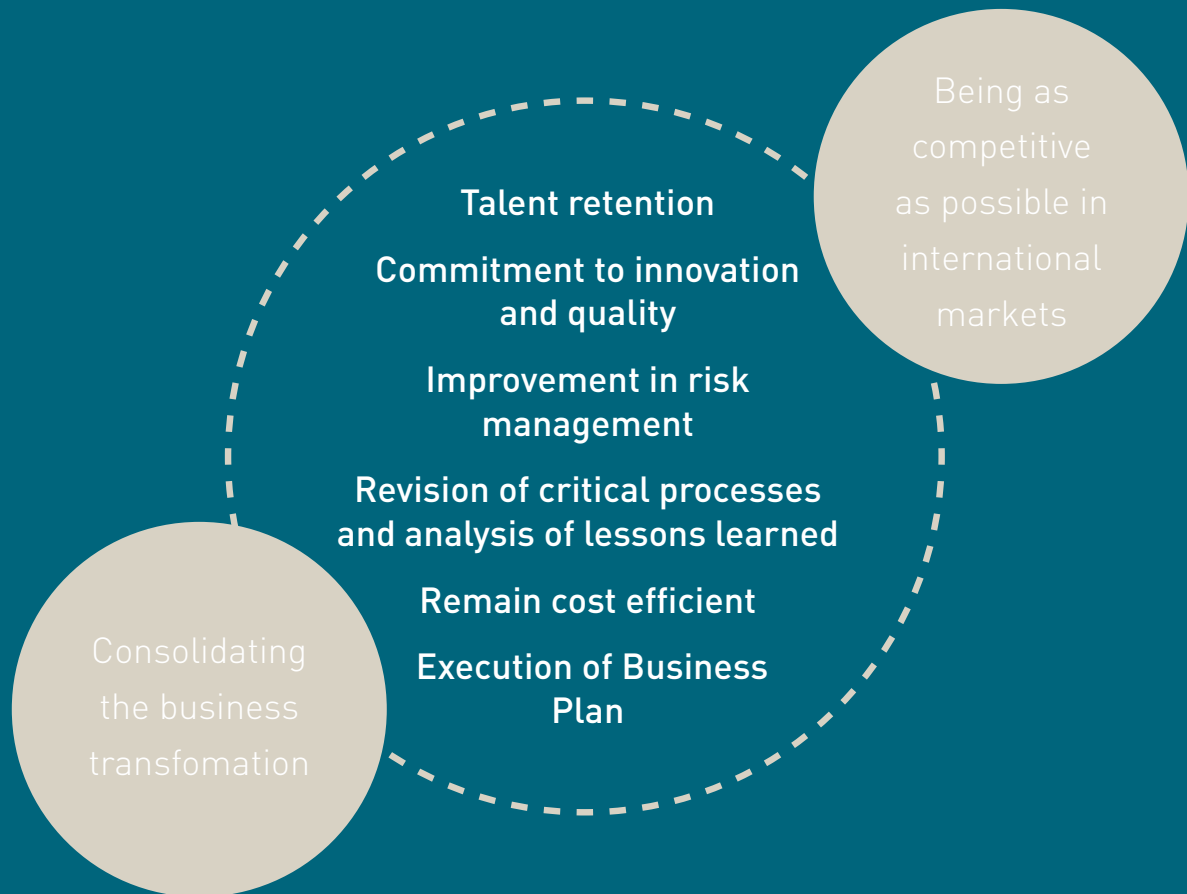 Being as
competitive
as possible in
international
markets
Talent retention
Commitment to innovation
and quality
Improvement in risk
management
Revision of critical processes
and analysis of lessons learned
Remain cost efficient
Execution of Business
Plan
Consolidating
the business
transfomation